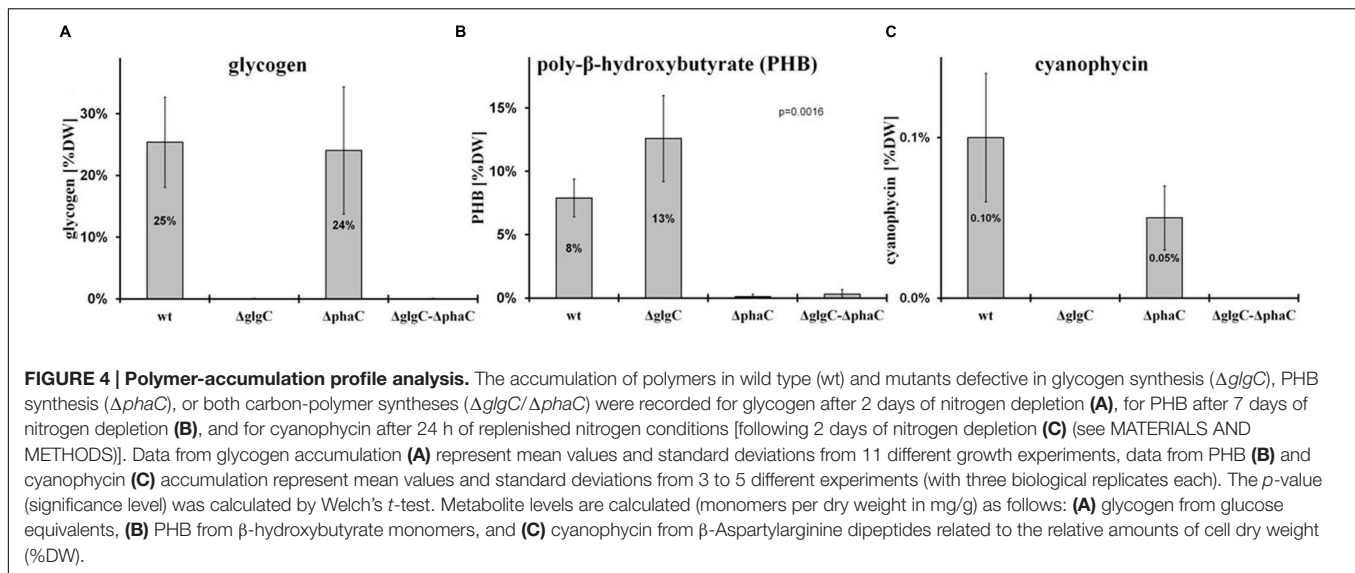 A
glycogen
glycogen [%DW]
30%
20%
10%
0%
25%
24%
wt
ΔglgC
ΔphaC
ΔglgC-ΔphaC
B
poly-β-hydroxybutyrate (PHB)
PHB [%DW]
15%
10%
5%
0%
p=0.0016
8%
13%
wt
ΔglgC
ΔphaC
ΔglgC-ΔphaC
C
cyanophycin
cyanophycin [%DW]
0.1%
0.0%
0.10%
0.05%
wt
ΔglgC
ΔphaC
ΔglgC-ΔphaC
FIGURE 4 | Polymer-accumulation profile analysis. The accumulation of polymers in wild type (wt) and mutants defective in glycogen synthesis (ΔglgC), PHB
synthesis (ΔphaC), or both carbon-polymer syntheses (ΔglgC/ΔphaC) were recorded for glycogen after 2 days of nitrogen depletion (A), for PHB after 7 days of
nitrogen depletion (B), and for cyanophycin after 24 h of replenished nitrogen conditions [following 2 days of nitrogen depletion (C) (see MATERIALS AND
METHODS)]. Data from glycogen accumulation (A) represent mean values and standard deviations from 11 different growth experiments, data from PHB (B) and
cyanophycin (C) accumulation represent mean values and standard deviations from 3 to 5 different experiments (with three biological replicates each). The p-value
(significance level) was calculated by Welch's t-test. Metabolite levels are calculated (monomers per dry weight in mg/g) as follows: (A) glycogen from glucose
equivalents, (B) PHB from β-hydroxybutyrate monomers, and (C) cyanophycin from β-Aspartylarginine dipeptides related to the relative amounts of cell dry weight
(%DW).